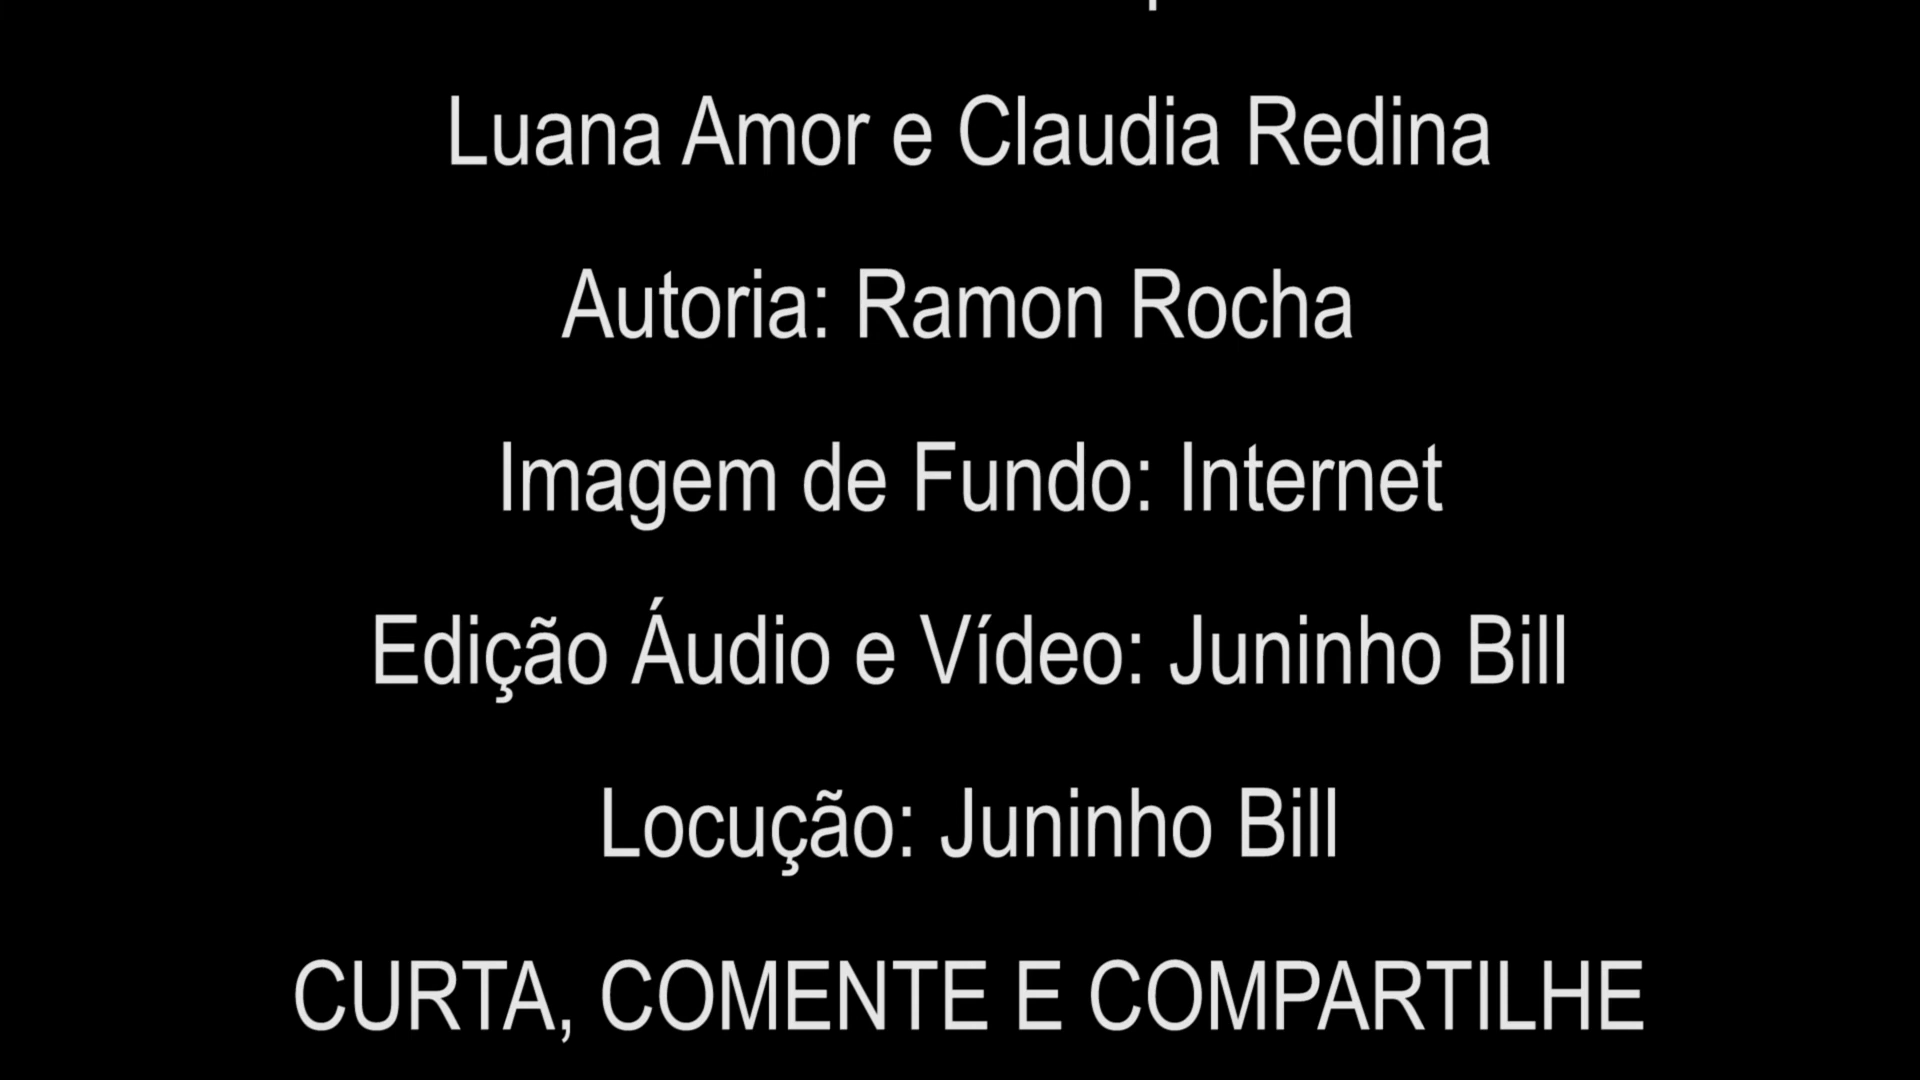 Luana Amor e Claudia Redina
Autoria: Ramon Rocha
Imagem de Fundo: Internet
Edição Áudio e Vídeo: Juninho Bill
Locução: Juninho Bill
CURTA, COMENTE E COMPARTILHE